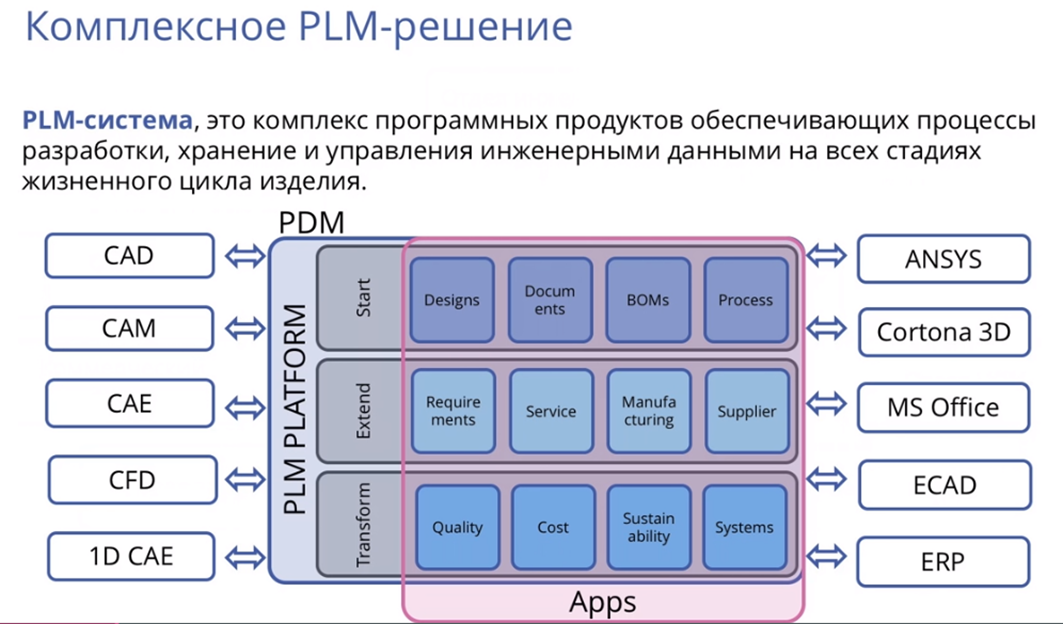 Комплексное PLM-решение
PLM-система, это комплекс программных продуктов обеспечивающих процессы
разработки, хранение и управления инженерными данными на всех стадиях
жизненного цикла изделия.
PDM
CAD
CAM
CAE
CFD
1D CAE
PLM PLATFORM
Start
Designs
Docum
ents
BOMs
Process
Extend
Require
ments
Service
Manufa
cturing
Supplier
Transform
Quality
Cost
Sustain
ability
Systems
Apps
ANSYS
Cortona 3D
MS Office
ECAD
ERP